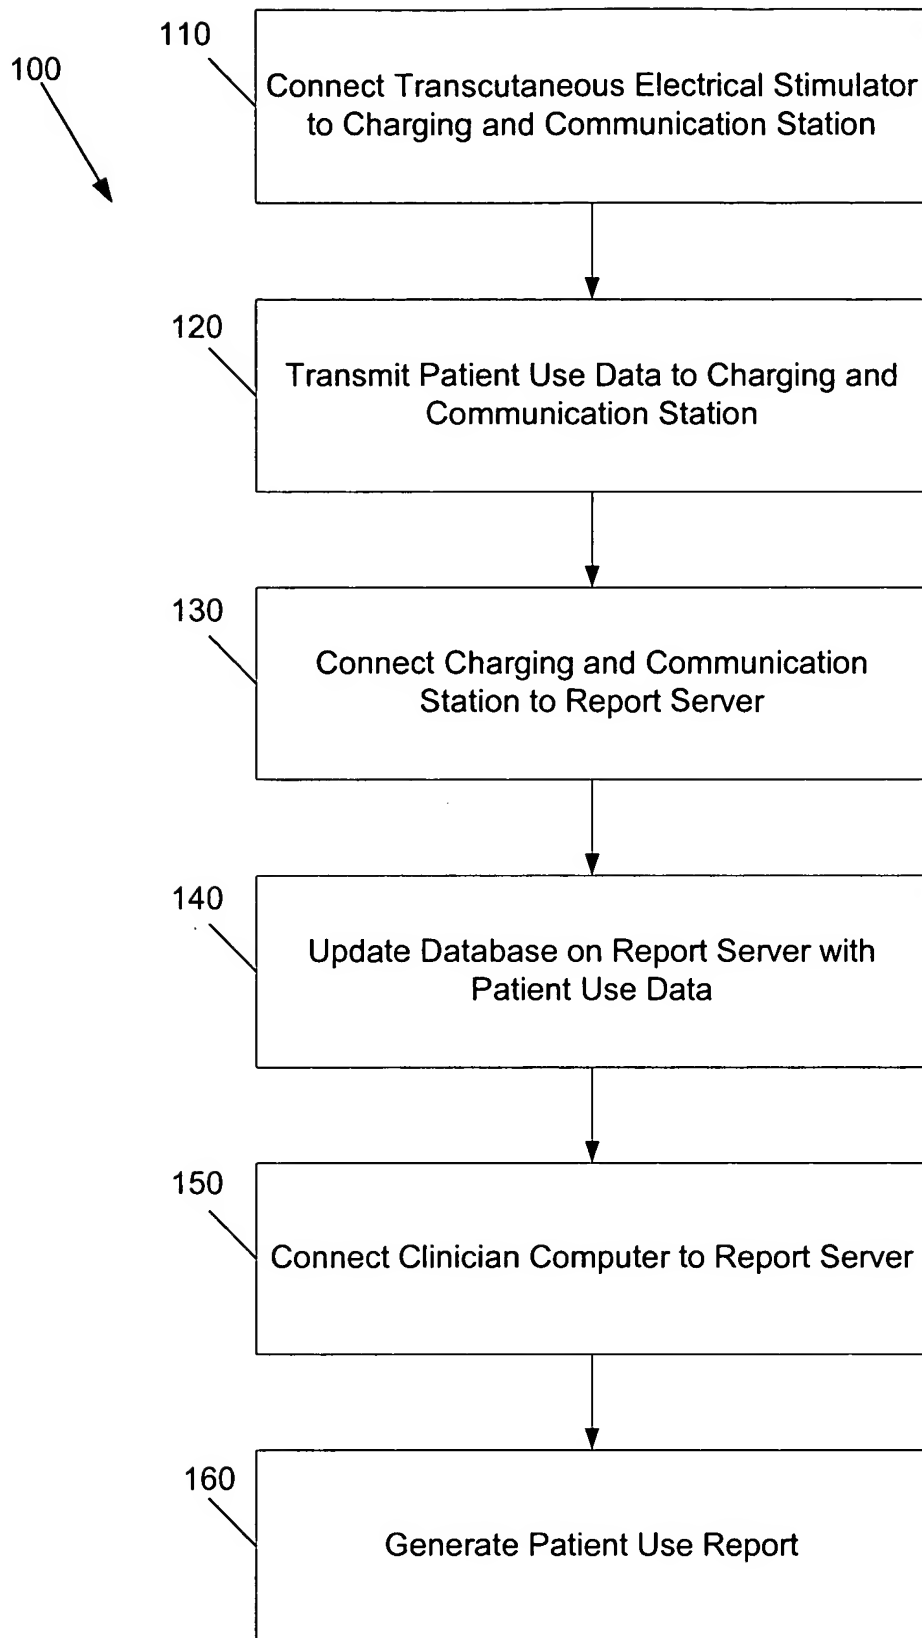 100
110
Connect Transcutaneous Electrical Stimulator
to Charging and Communication Station
120
Transmit Patient Use Data to Charging and
Communication Station
130
Connect Charging and Communication
Station to Report Server
140
Update Database on Report Server with
Patient Use Data
150
Connect Clinician Computer to Report Server
160
Generate Patient Use Report